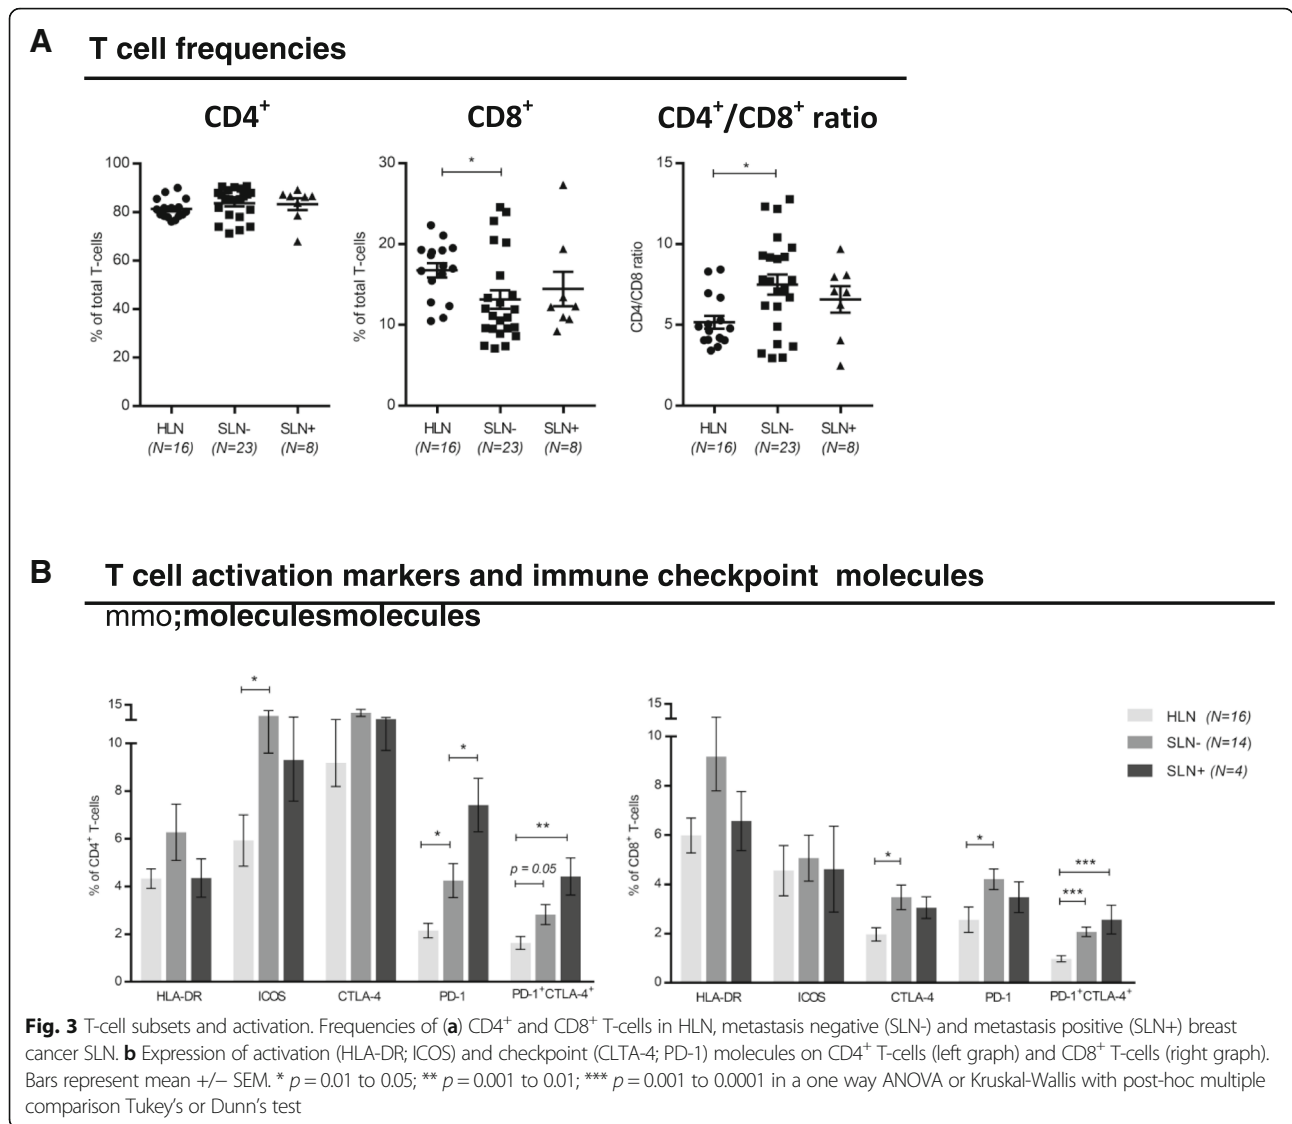 A T cell frequencies
CD4+ CD8+ CD4+/CD8+ ratio
% of total T-cells
100
80
60
40
20
0
HLN SLN- SLN+
(N=16) (N=23) (N=8)
% of total T-cells
30
20
10
0
*
HLN SLN- SLN+
(N=16) (N=23) (N=8)
CD4/CD8 ratio
15
10
5
0
*
HLN SLN- SLN+
(N=16) (N=23) (N=8)
B T cell activation markers and immune checkpoint molecules
mmo;moleculesmolecules
% of CD4+ T-cells
15
10
8
6
4
2
0
*
*
*
**
p = 0.05
HLA-DR ICOS CTLA-4 PD-1 PD-1+CTLA-4+
% of CD8+ T-cells
15
10
8
6
4
2
0
*
*
***
***
HLA-DR ICOS CTLA-4 PD-1 PD-1+CTLA-4+
HLN (N=16)
SLN- (N=14)
SLN+ (N=4)
Fig. 3 T-cell subsets and activation. Frequencies of (a) CD4+ and CD8+ T-cells in HLN, metastasis negative (SLN-) and metastasis positive (SLN+) breast
cancer SLN. b Expression of activation (HLA-DR; ICOS) and checkpoint (CLTA-4; PD-1) molecules on CD4+ T-cells (left graph) and CD8+ T-cells (right graph).
Bars represent mean +/− SEM. * p = 0.01 to 0.05; ** p = 0.001 to 0.01; *** p = 0.001 to 0.0001 in a one way ANOVA or Kruskal-Wallis with post-hoc multiple
comparison Tukey's or Dunn's test